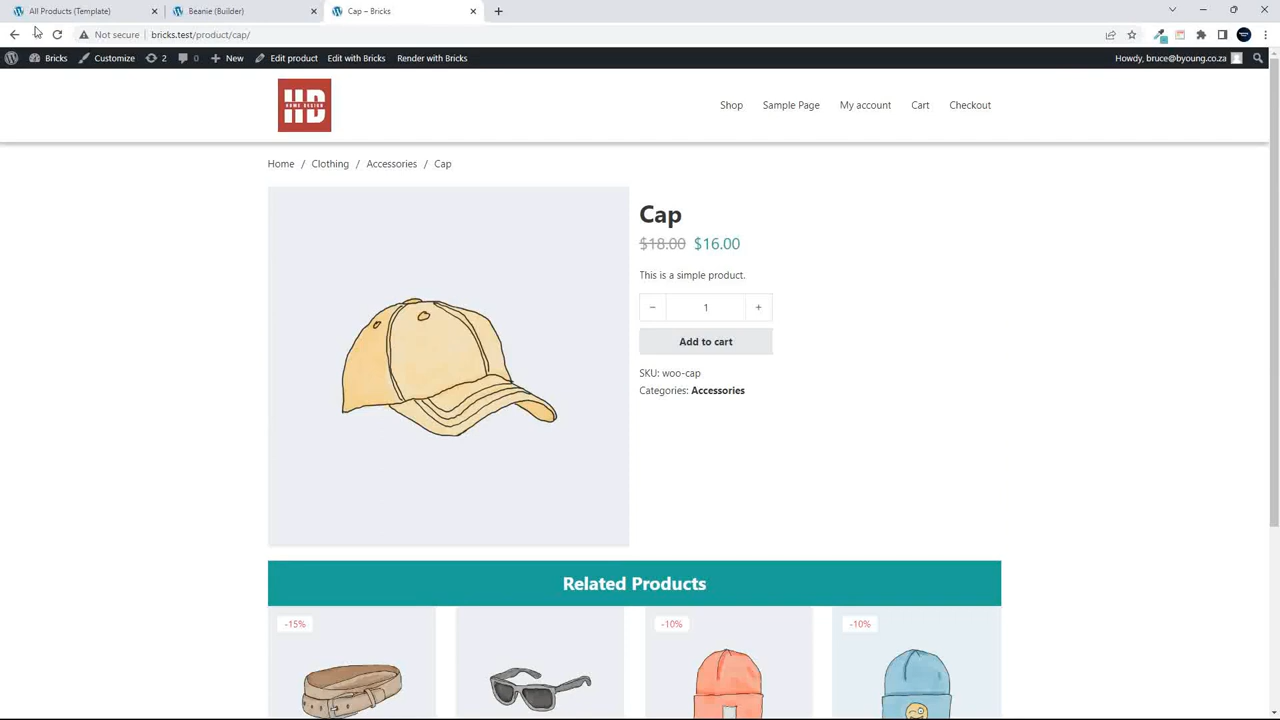 All Products (Template)
Beanie (Builder)
Cap – Bricks
Not secure
bricks.test/product/cap/
Bricks
Customize
2
0
New
Edit product
Edit with Bricks
Render with Bricks
Howdy, bruce@byoung.co.za
HD
HOME DESIGN
Shop
Sample Page
My account
Cart
Checkout
Home / Clothing / Accessories / Cap
Cap
$18.00 $16.00
This is a simple product.
− 1 +
Add to cart
SKU: woo-cap
Categories: Accessories
Related Products
-15%
-10%
-10%